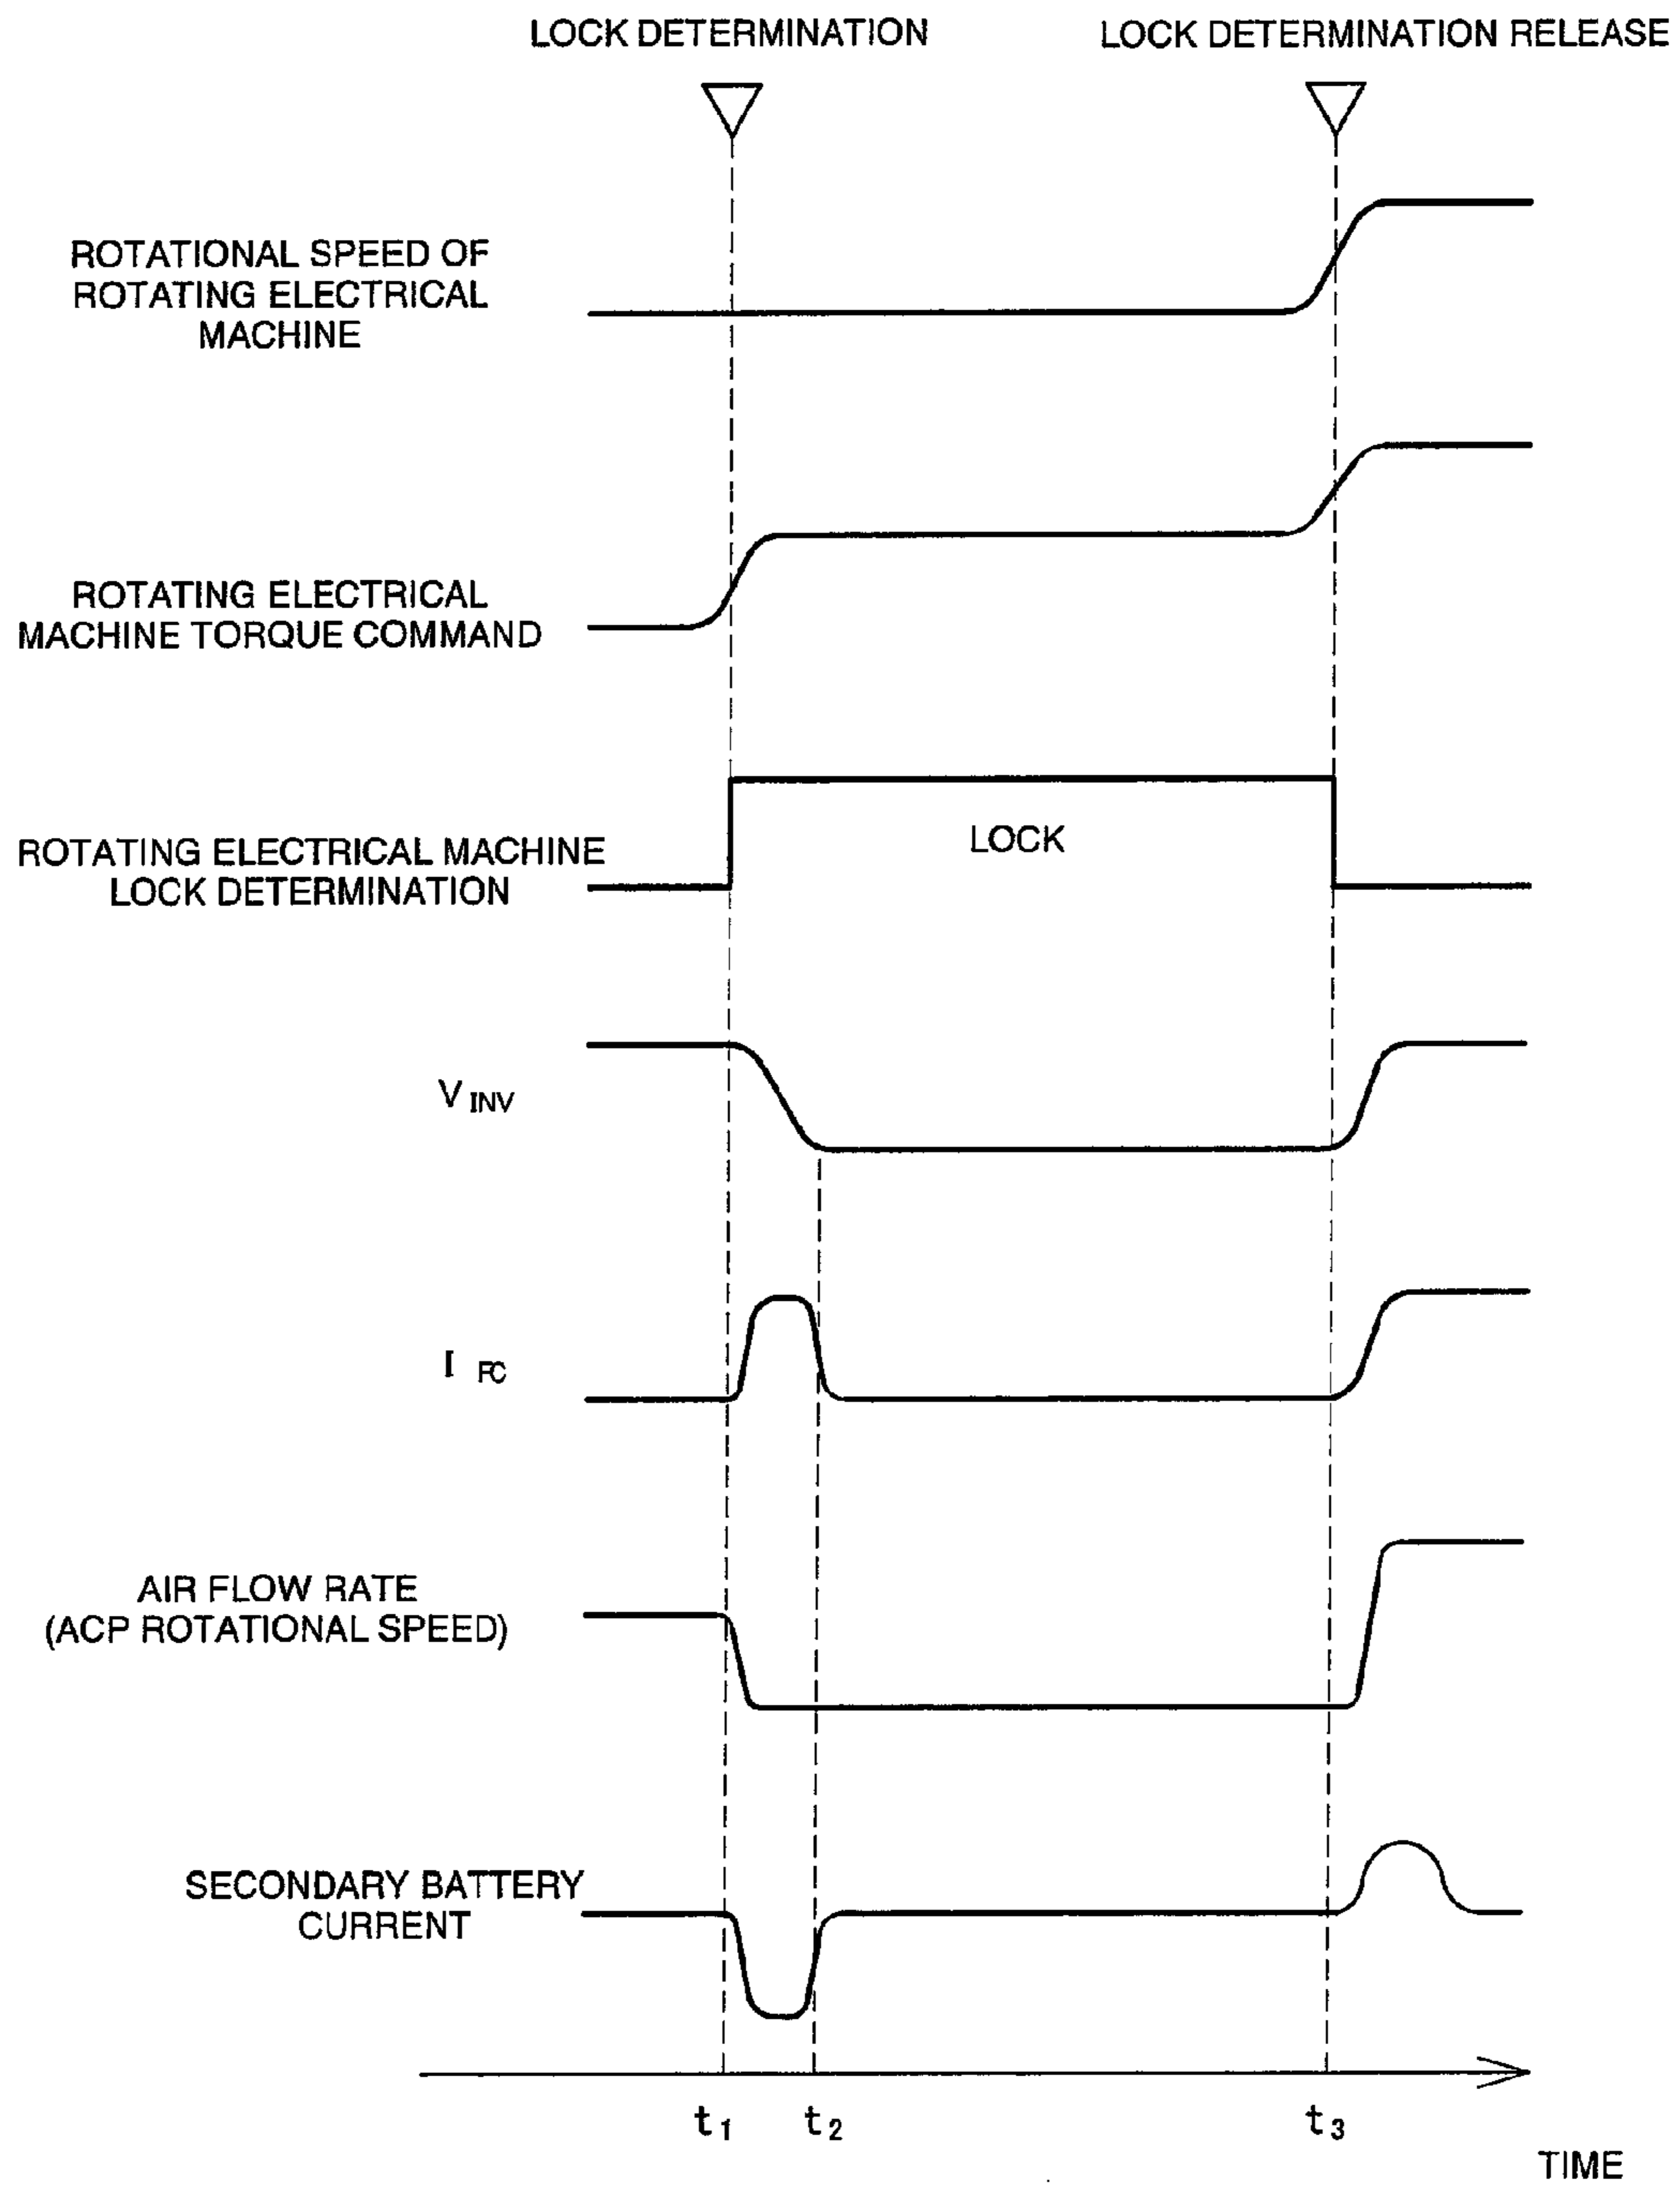 LOCK DETERMINATION
LOCK DETERMINATION RELEASE
ROTATIONAL SPEED OF
ROTATING ELECTRICAL
MACHINE
ROTATING ELECTRICAL
MACHINE TORQUE COMMAND
LOCK
ROTATING ELECTRICAL MACHINE
LOCK DETERMINATION
V INV
I FC
AIR FLOW RATE
(ACP ROTATIONAL SPEED)
SECONDARY BATTERY
CURRENT
t1
t2
t3
TIME